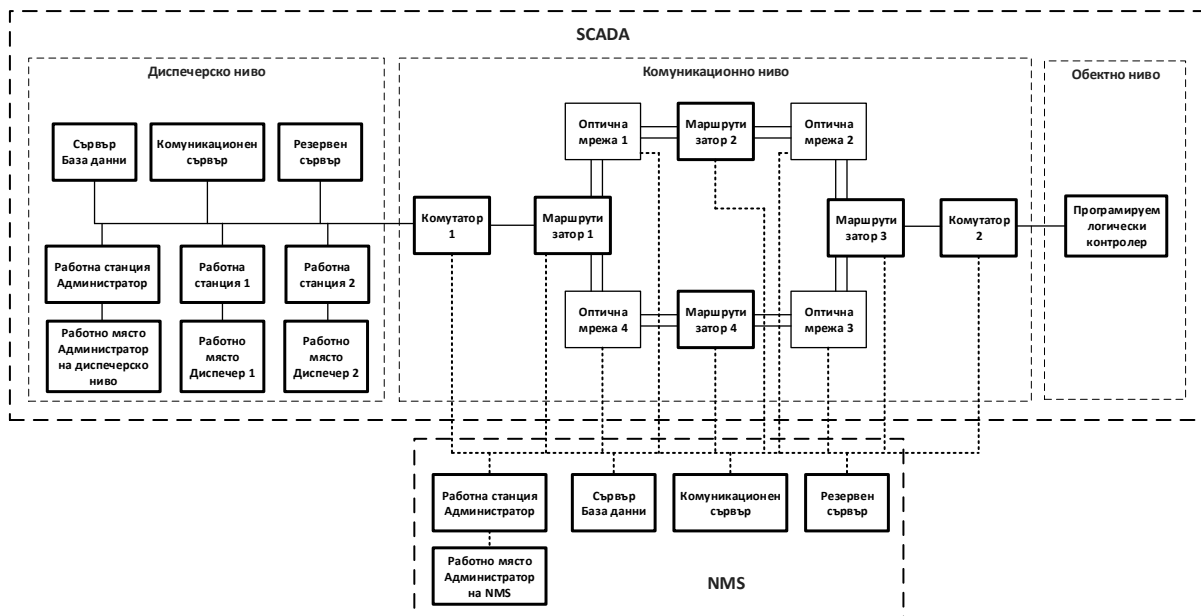 SCADA
Диспечерско ниво
Комуникационно ниво
Обектно ниво
Сървър
База данни
Комуникационен
сървър
Резервен
сървър
Оптична
мрежа 1
Маршрути
затор 2
Оптична
мрежа 2
Комутатор
1
Маршрути
затор 1
Маршрути
затор 3
Комутатор
2
Програмируем
логически
контролер
Работна станция
Администратор
Работна
станция 1
Работна
станция 2
Оптична
мрежа 4
Маршрути
затор 4
Оптична
мрежа 3
Работно място
Администратор
на диспечерско
ниво
Работно
място
Диспечер 1
Работно
място
Диспечер 2
Работна станция
Администратор
Сървър
База данни
Комуникационен
сървър
Резервен
сървър
Работно място
Администратор
на NMS
NMS